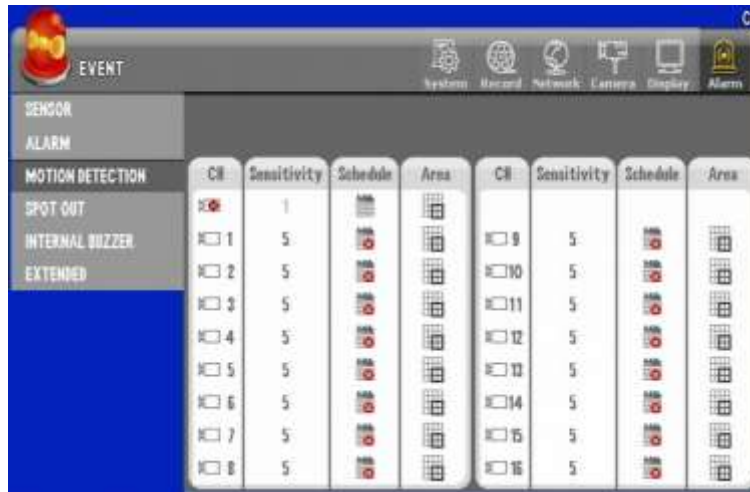 C
EVENT
System Record Network Camera Display Alarm
SENSOR
ALARM
MOTION DETECTION
SPOT OUT
INTERNAL BUZZER
EXTENDED
CH Sensitivity Schedule Area CH Sensitivity Schedule Area
1
1 5 9 5
2 5 10 5
3 5 11 5
4 5 12 5
5 5 13 5
6 5 14 5
7 5 15 5
8 5 16 5